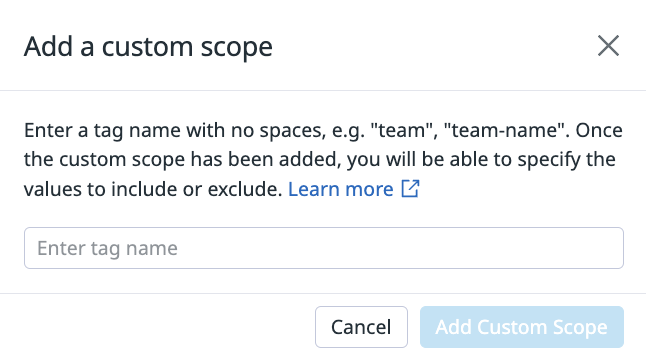 Add a custom scope
Enter a tag name with no spaces, e.g. "team", "team-name". Once
the custom scope has been added, you will be able to specify the
values to include or exclude. Learn more
Enter tag name
Cancel
Add Custom Scope